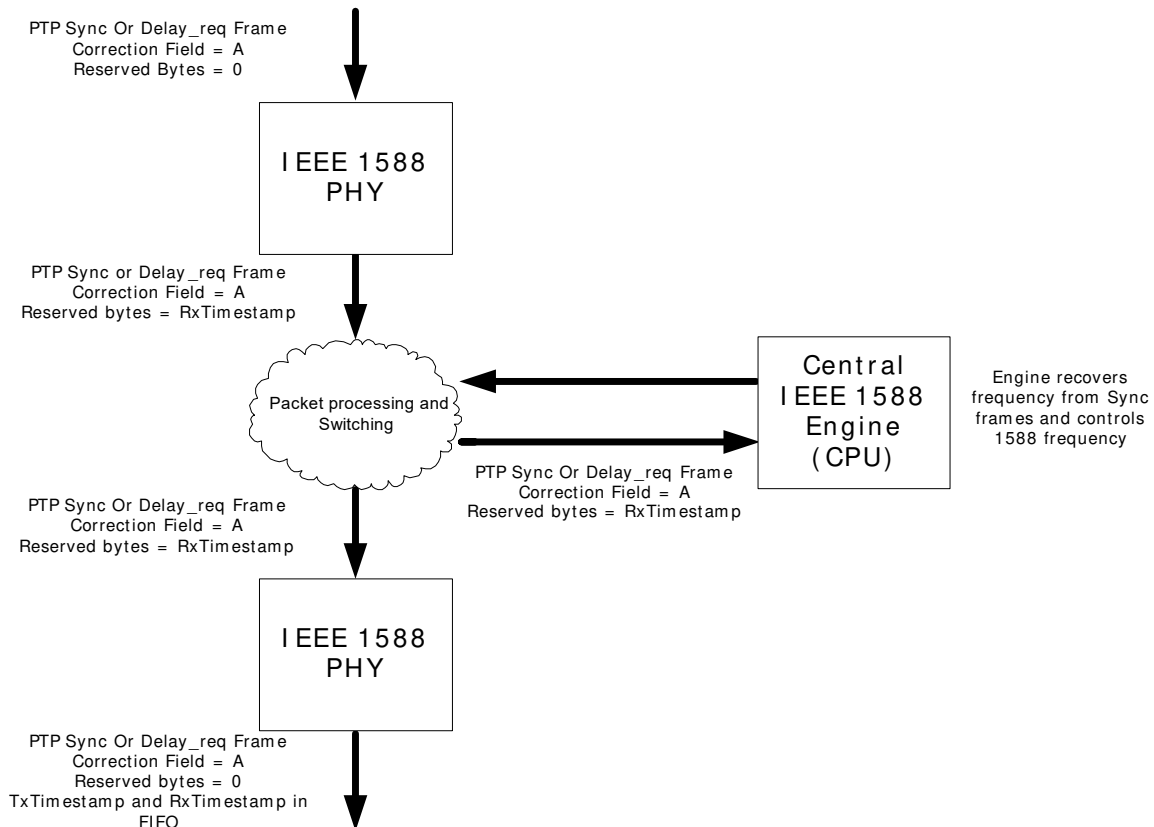 PTP Sync Or Delay_req Frame
Correction Field = A
Reserved Bytes = 0
IEEE 1588
PHY
PTP Sync or Delay_req Frame
Correction Field = A
Reserved bytes = RxTimestamp
Packet processing and
Switching
Central
IEEE 1588
Engine
(CPU)
Engine recovers
frequency from Sync
frames and controls
1588 frequency
PTP Sync Or Delay_req Frame
Correction Field = A
Reserved bytes = RxTimestamp
PTP Sync Or Delay_req Frame
Correction Field = A
Reserved bytes = RxTimestamp
IEEE 1588
PHY
PTP Sync Or Delay_req Frame
Correction Field = A
Reserved bytes = 0
TxTimestamp and RxTimestamp in
FIFO